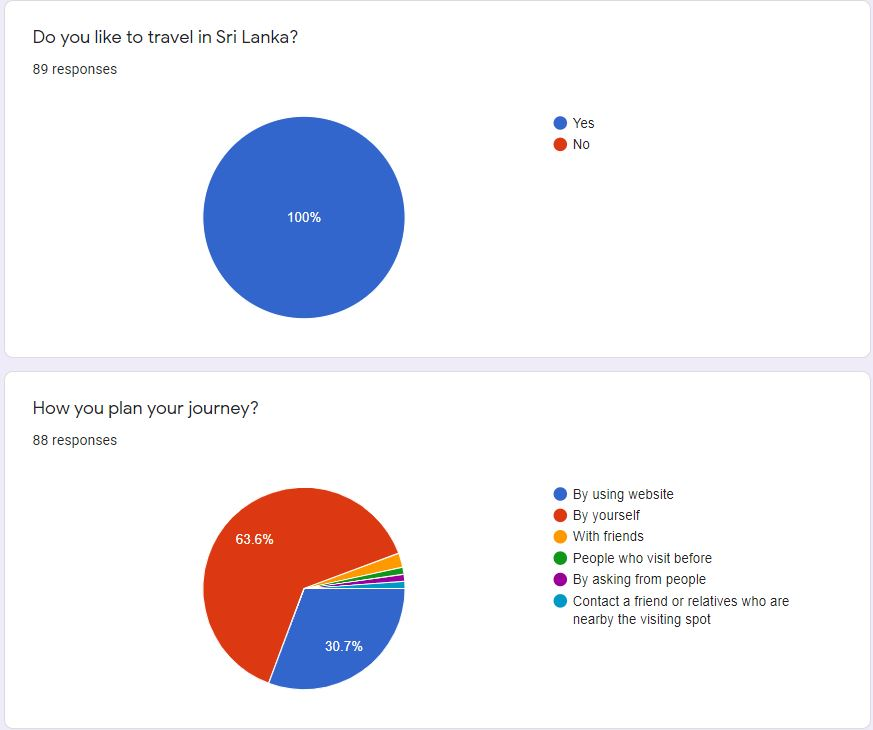 Do you like to travel in Sri Lanka?
89 responses
Yes
No
100%
How you plan your journey?
88 responses
By using website
By yourself
With friends
People who visit before
By asking from people
Contact a friend or relatives who are
nearby the visiting spot
63.6%
30.7%